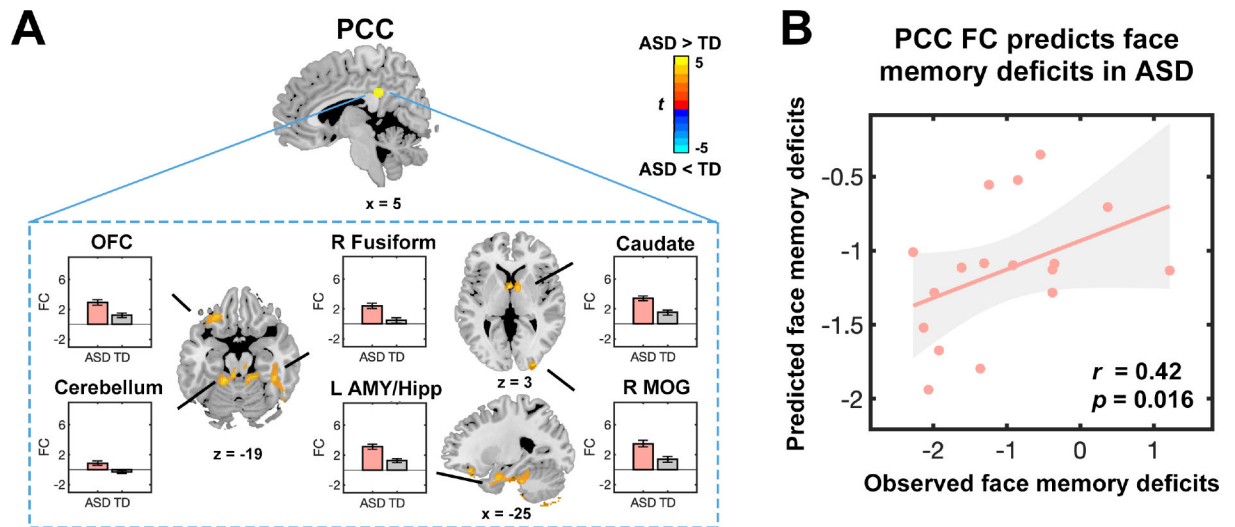 A
PCC
ASD > TD
5
t
-5
ASD < TD
x = 5
OFC
FC
6
2
-2
ASD TD
R Fusiform
FC
6
2
-2
ASD TD
Caudate
FC
6
2
-2
ASD TD
z = 3
Cerebellum
FC
6
2
-2
ASD TD
z = -19
L AMY/Hipp
FC
6
2
-2
ASD TD
R MOG
FC
6
2
-2
ASD TD
x = -25
B
PCC FC predicts face
memory deficits in ASD
Predicted face memory deficits
-0.5
-1
-1.5
-2
r = 0.42
p = 0.016
-2 -1 0 1
Observed face memory deficits